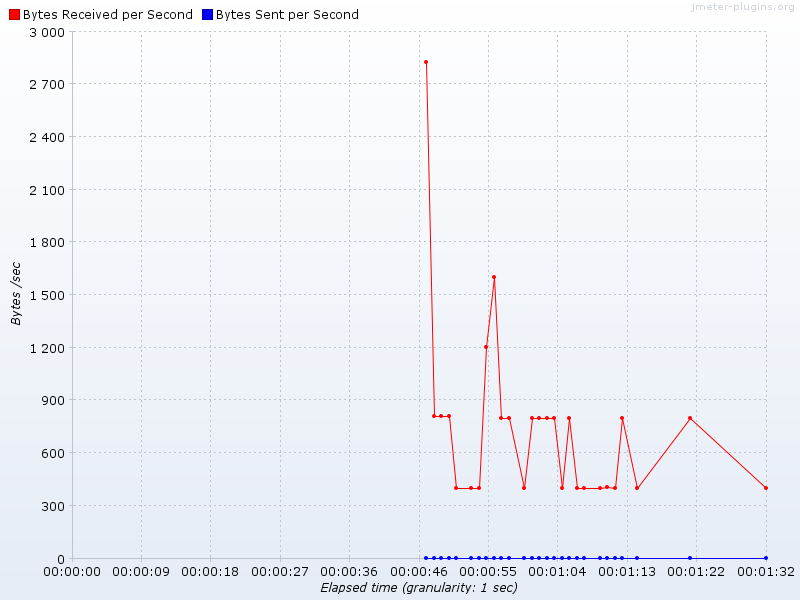 jmeter-plugins.org
Bytes Received per Second Bytes Sent per Second
3 000
2 700
2 400
2 100
1 800
1 500
1 200
900
600
300
0
Bytes /sec
00:00:00 00:00:09 00:00:18 00:00:27 00:00:36 00:00:46 00:00:55 00:01:04 00:01:13 00:01:22 00:01:32
Elapsed time (granularity: 1 sec)